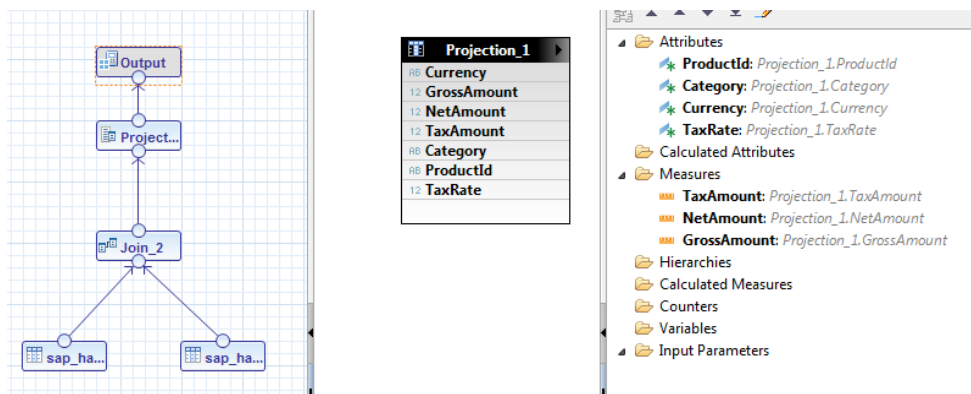 Output
Project...
Join_2
sap_ha...
sap_ha...
Projection_1
AB Currency
12 GrossAmount
12 NetAmount
12 TaxAmount
AB Category
AB ProductId
12 TaxRate
Attributes
ProductId: Projection_1.ProductId
Category: Projection_1.Category
Currency: Projection_1.Currency
TaxRate: Projection_1.TaxRate
Calculated Attributes
Measures
TaxAmount: Projection_1.TaxAmount
NetAmount: Projection_1.NetAmount
GrossAmount: Projection_1.GrossAmount
Hierarchies
Calculated Measures
Counters
Variables
Input Parameters